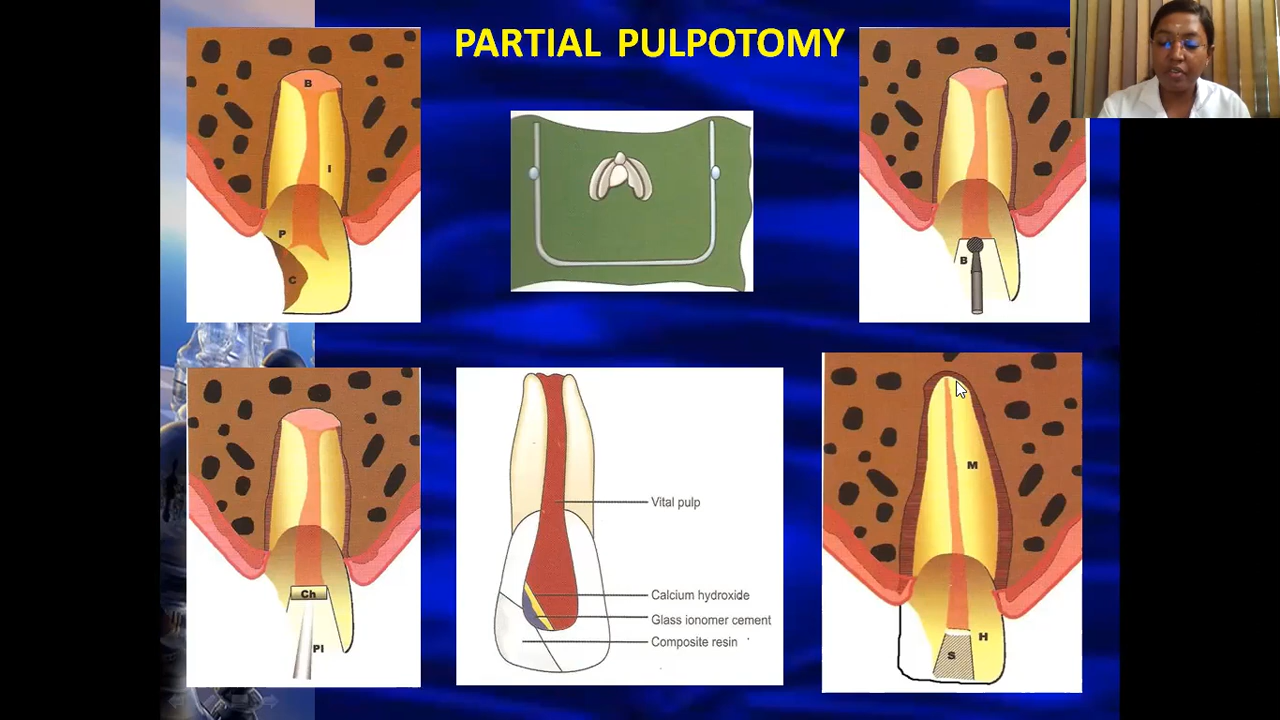 PARTIAL PULPOTOMY
B
I
P
C
B
Ch
Pl
Vital pulp
Calcium hydroxide
Glass ionomer cement
Composite resin
M
H
S